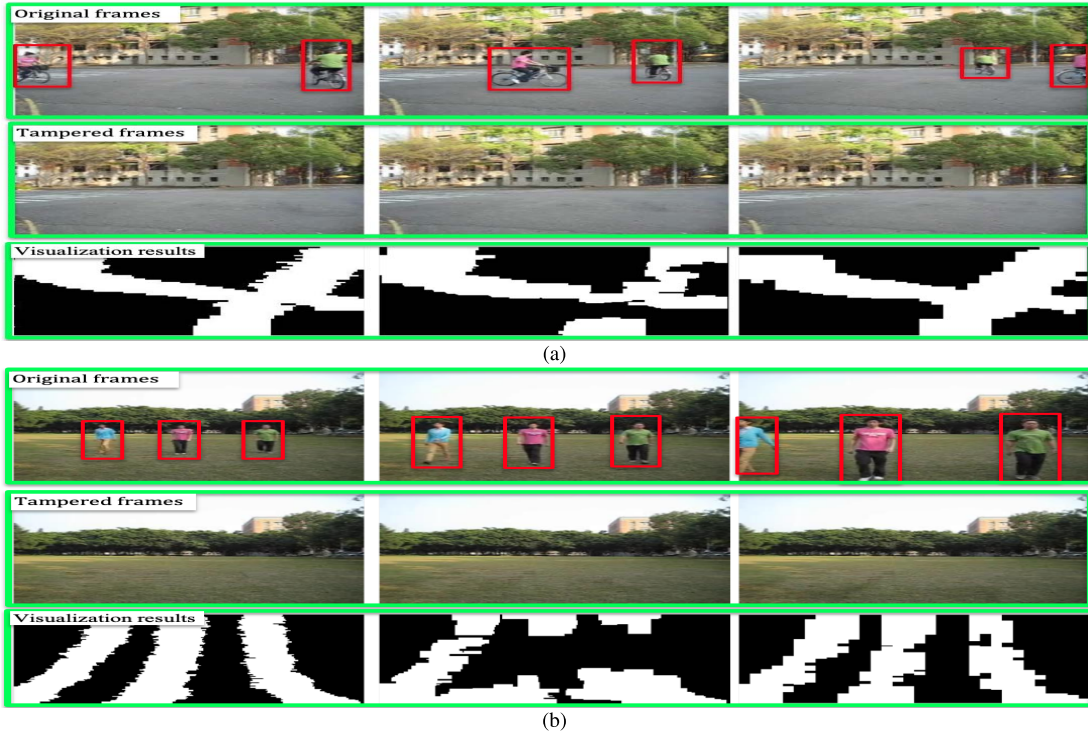 Original frames
Tampered frames
Visualization results
(a)
Original frames
Tampered frames
Visualization results
(b)